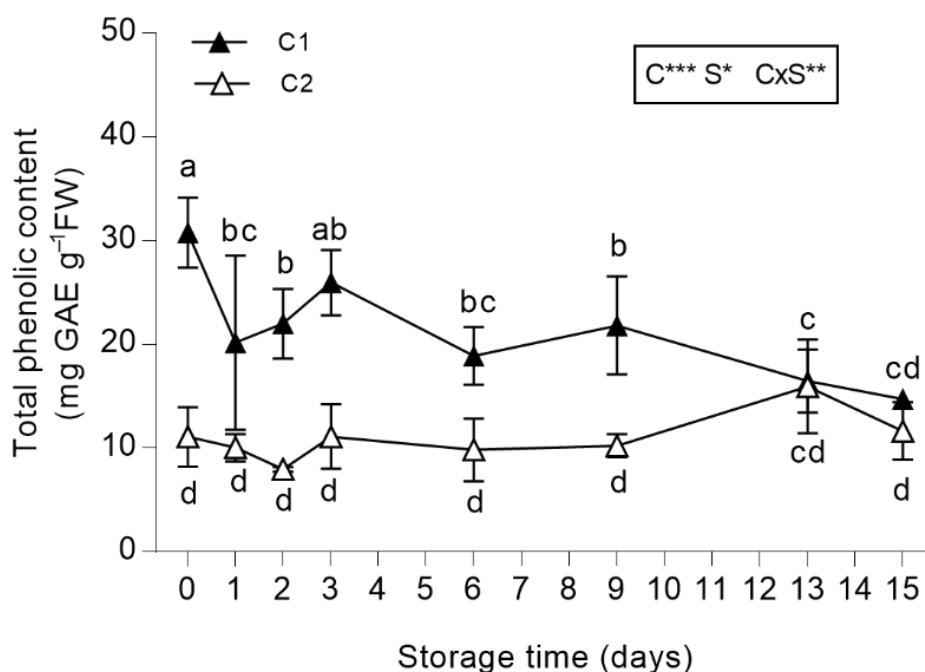 50
C1
C2
C*** S* CxS**
40
a
30
bc
b
ab
bc
b
c
cd
20
10
d
d
d
d
d
d
cd
d
0
Total phenolic content
(mg GAE g⁻¹FW)
0 1 2 3 4 5 6 7 8 9 10 11 12 13 14 15
Storage time (days)